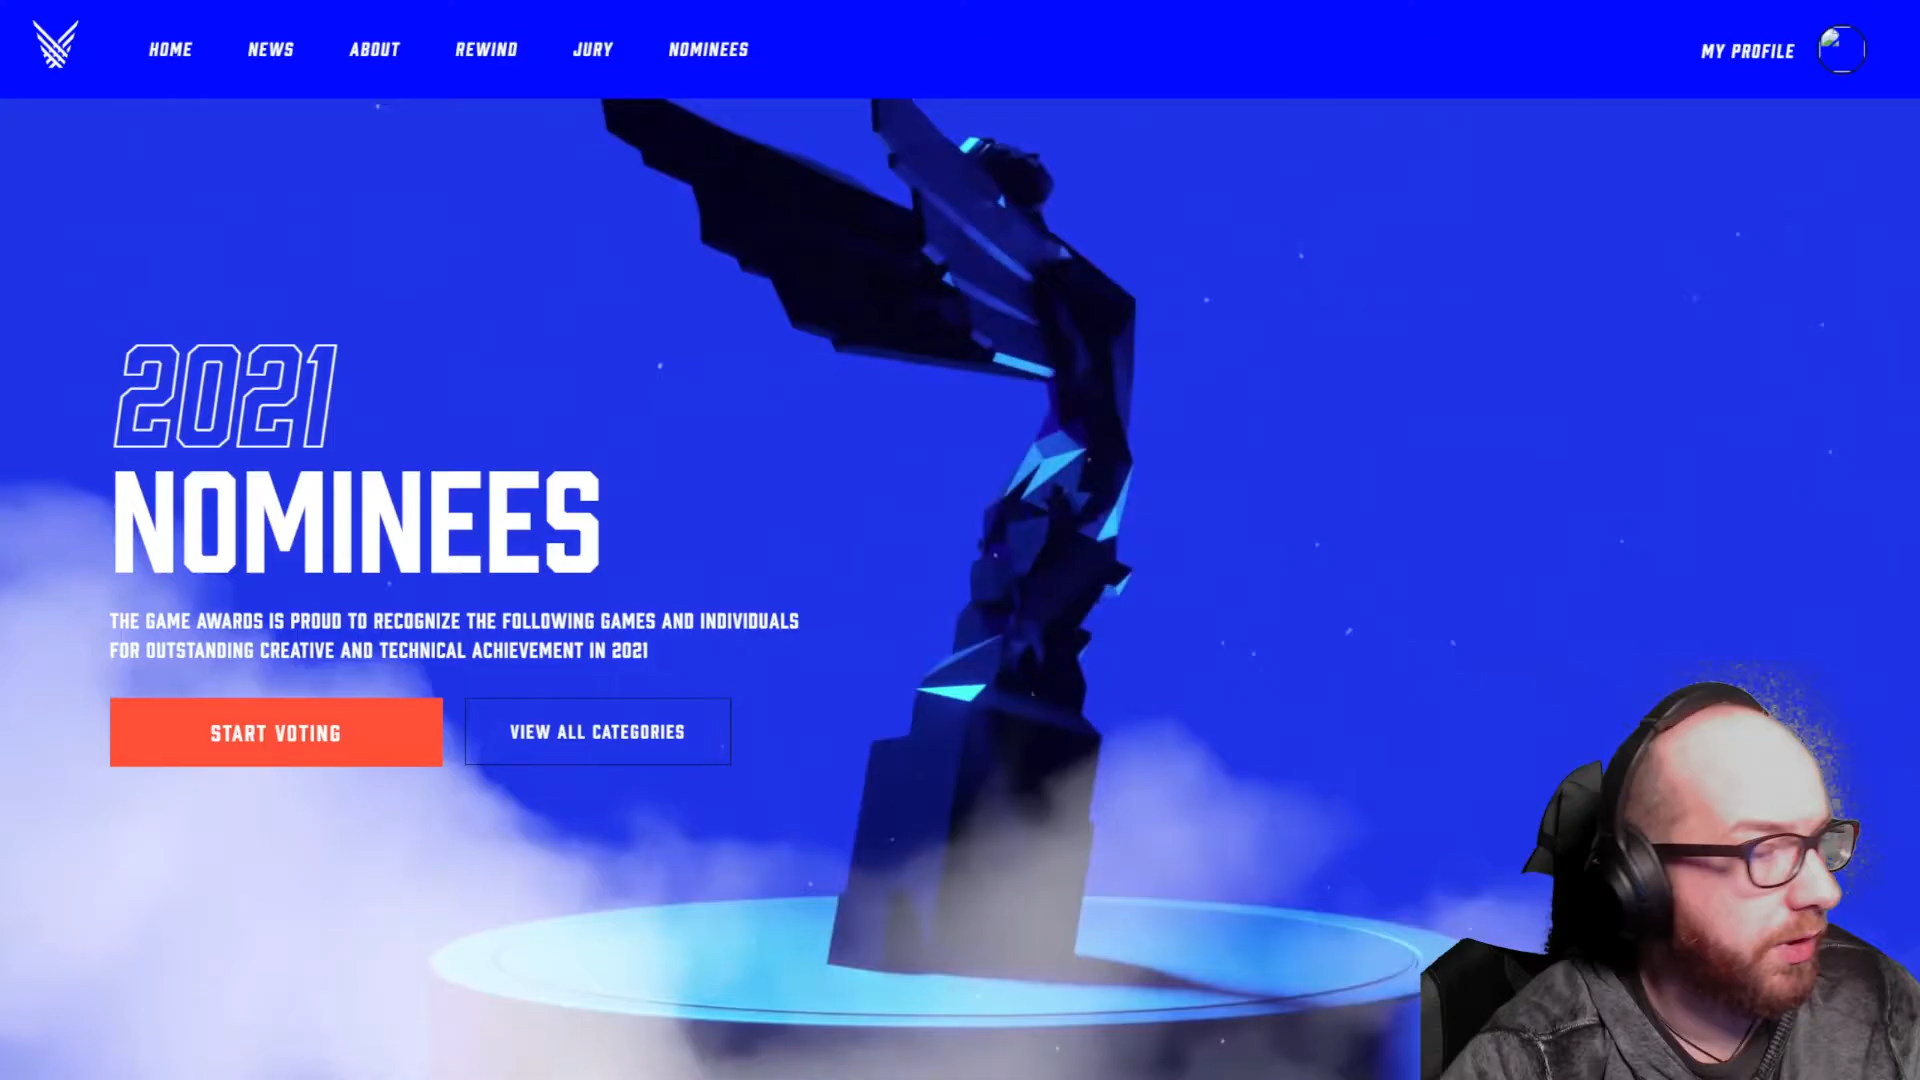 HOME
NEWS
ABOUT
REWIND
JURY
NOMINEES
MY PROFILE
2021
NOMINEES
THE GAME AWARDS IS PROUD TO RECOGNIZE THE FOLLOWING GAMES AND INDIVIDUALS
FOR OUTSTANDING CREATIVE AND TECHNICAL ACHIEVEMENT IN 2021
START VOTING
VIEW ALL CATEGORIES